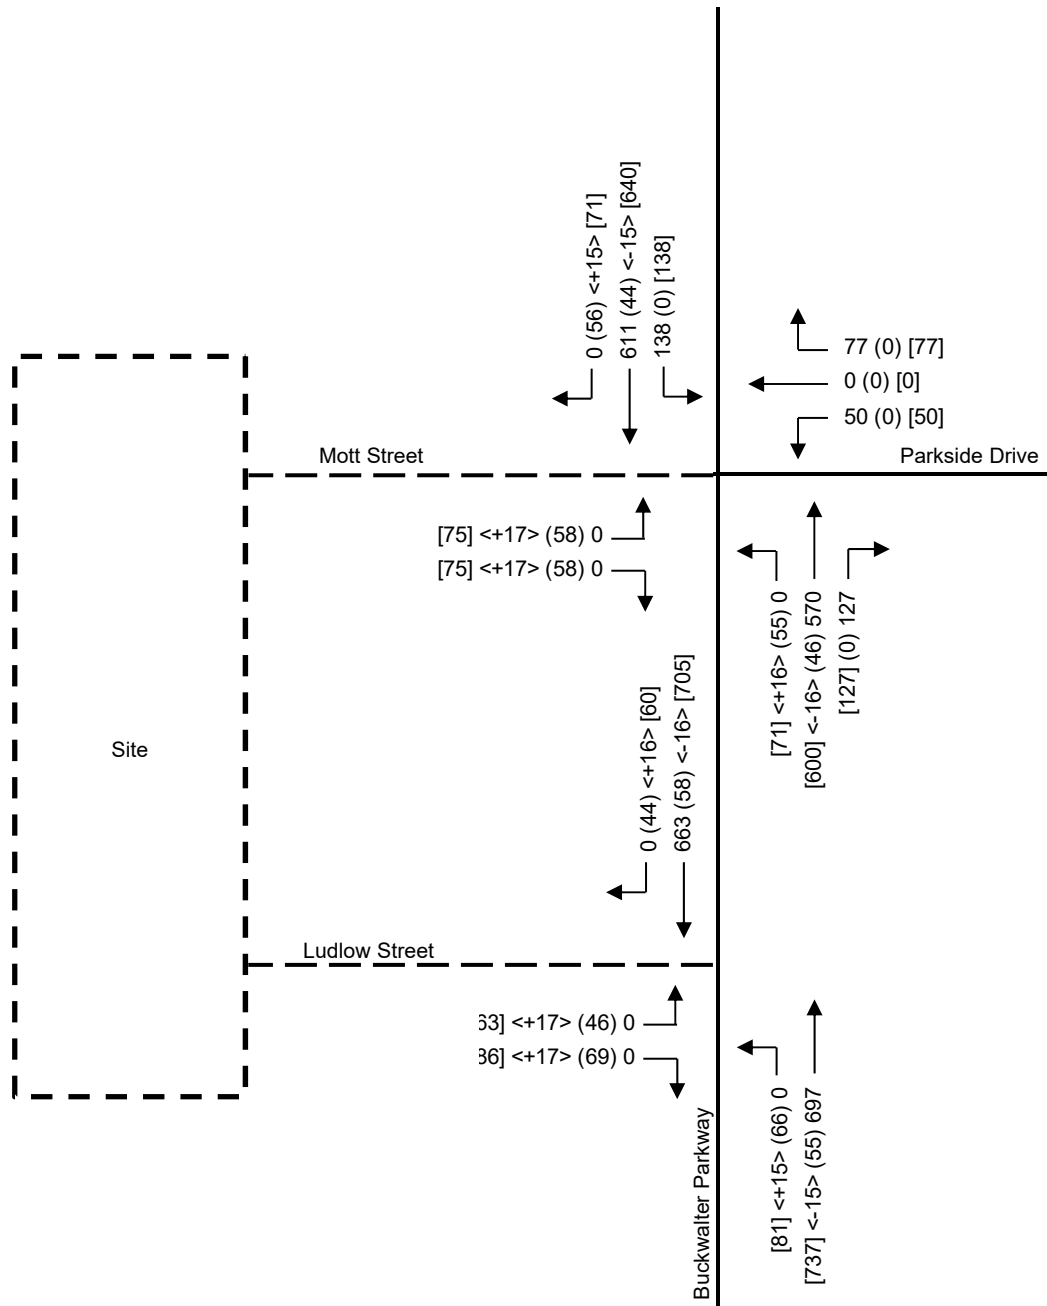 0 (56) <+15> [71]
611 (44) <-15> [640]
138 (0) [138]
77 (0) [77]
0 (0) [0]
50 (0) [50]
Mott Street
Parkside Drive
[75] <+17> (58) 0
[75] <+17> (58) 0
[71] <+16> (55) 0
[600] <-16> (46) 570
[127] (0) 127
0 (44) <+16> [60]
663 (58) <-16> [705]
Site
Ludlow Street
63] <+17> (46) 0
86] <+17> (69) 0
[81] <+15> (66) 0
[737] <-15> (55) 697
Buckwalter Parkway